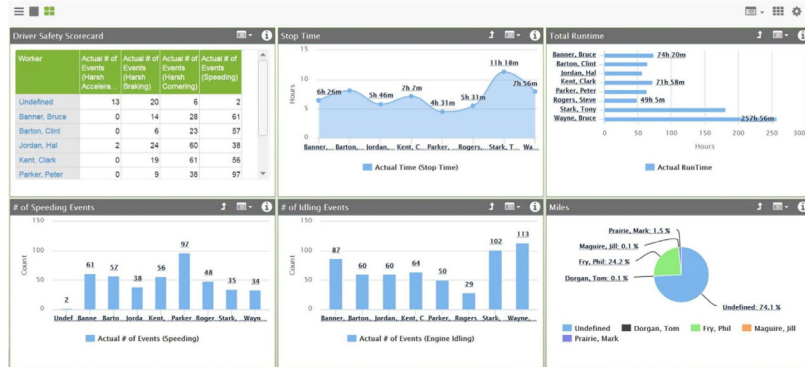 Driver Safety Scorecard
Worker
Actual # of Events (Harsh Accelera...
Actual # of Events (Harsh Braking)
Actual # of Events (Harsh Cornering)
Actual # of Events (Speeding)
Undefined 13 20 6 2
Banner, Bruce 0 14 28 61
Barton, Clint 0 6 23 57
Jordan, Hal 2 24 60 38
Kent, Clark 0 19 61 56
Parker, Peter 0 9 38 97
Stop Time
15
10
5
0
Hours
6h 26m
5h 46m
7h 7m
4h 31m
5h 31m
11h 18m
7h 56m
Banner,... Barton,... Jordan,... Kent, C... Parker,... Rogers,... Stark, T... Wa...
Actual Time (Stop Time)
Total Runtime
Banner, Bruce 74h 20m
Barton, Clint
Jordan, Hal
Kent, Clark 71h 58m
Parker, Peter
Rogers, Steve 49h 5m
Stark, Tony
Wayne, Bruce 257h 56m
0 50 100 150 200 250 300
Hours
Actual RunTime
# of Speeding Events
150
100
50
0
Count
2 61 57 38 56 97 48 35 34
Undef Banne Barto... Jorda Kent, Parker Roger Stark, Wayn...
Actual # of Events (Speeding)
# of Idling Events
150
100
50
0
Count
87 60 60 64 50 29 102 113
Banner, Barton,... Jordan, Kent, C Parker,.. Rogers Stark, Wayne,...
Actual # of Events (Engine Idling)
Miles
Prairie, Mark: 1.5 %
Maguire, Jill: 0.1 %
Fry, Phil: 24.2 %
Dorgan, Tom: 0.1 %
Undefined: 74.1 %
Undefined Dorgan, Tom Fry, Phil Maguire, Jill
Prairie, Mark